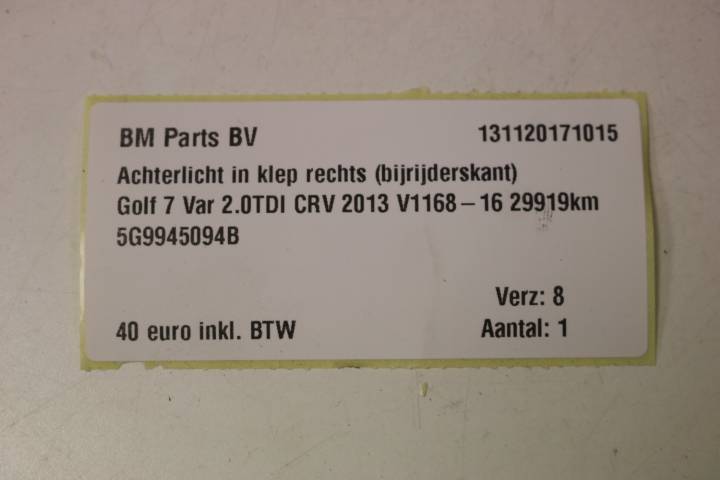 BM Parts BV 131120171015
Achterlicht in klep rechts (bijrijderskant)
Golf 7 Var 2.0TDI CRV 2013 V1168 – 16 29919km
5G9945094B
Verz: 8
40 euro inkl. BTW Aantal: 1